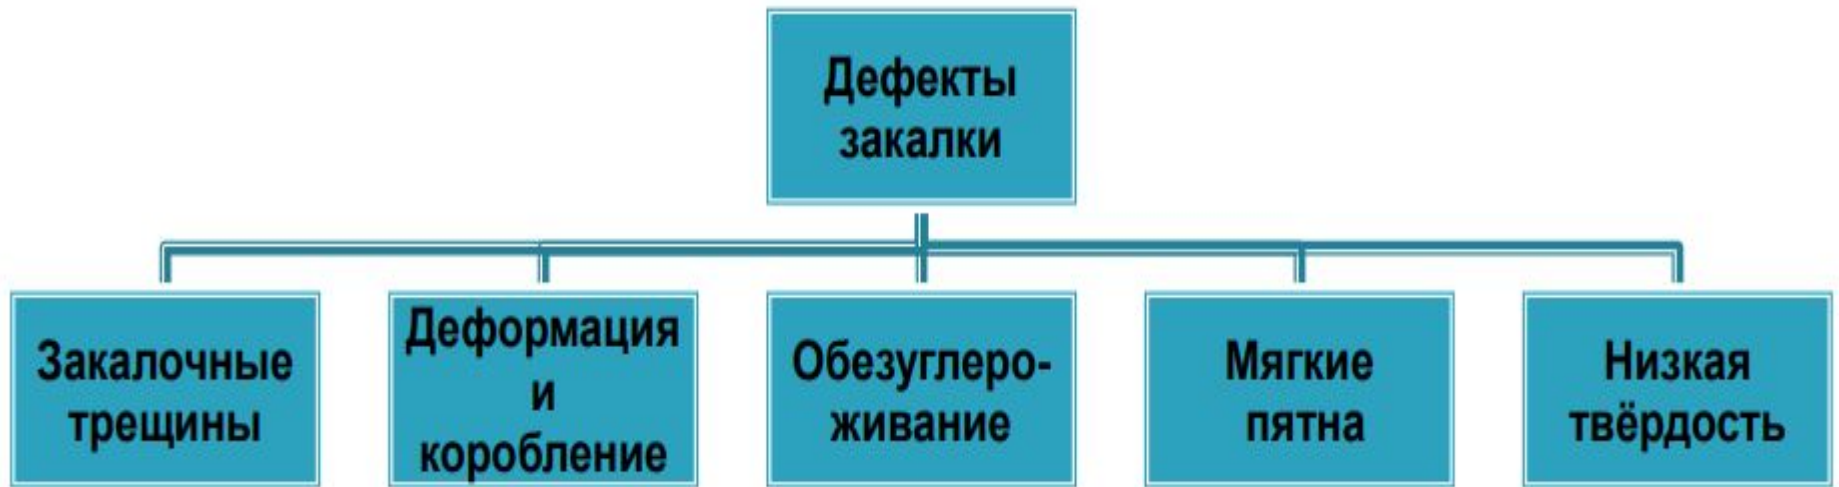 Дефекты
закалки
Закалочные
трещины
Деформация
и
коробление
Обезуглеро-
живание
Мягкие
пятна
Низкая
твёрдость